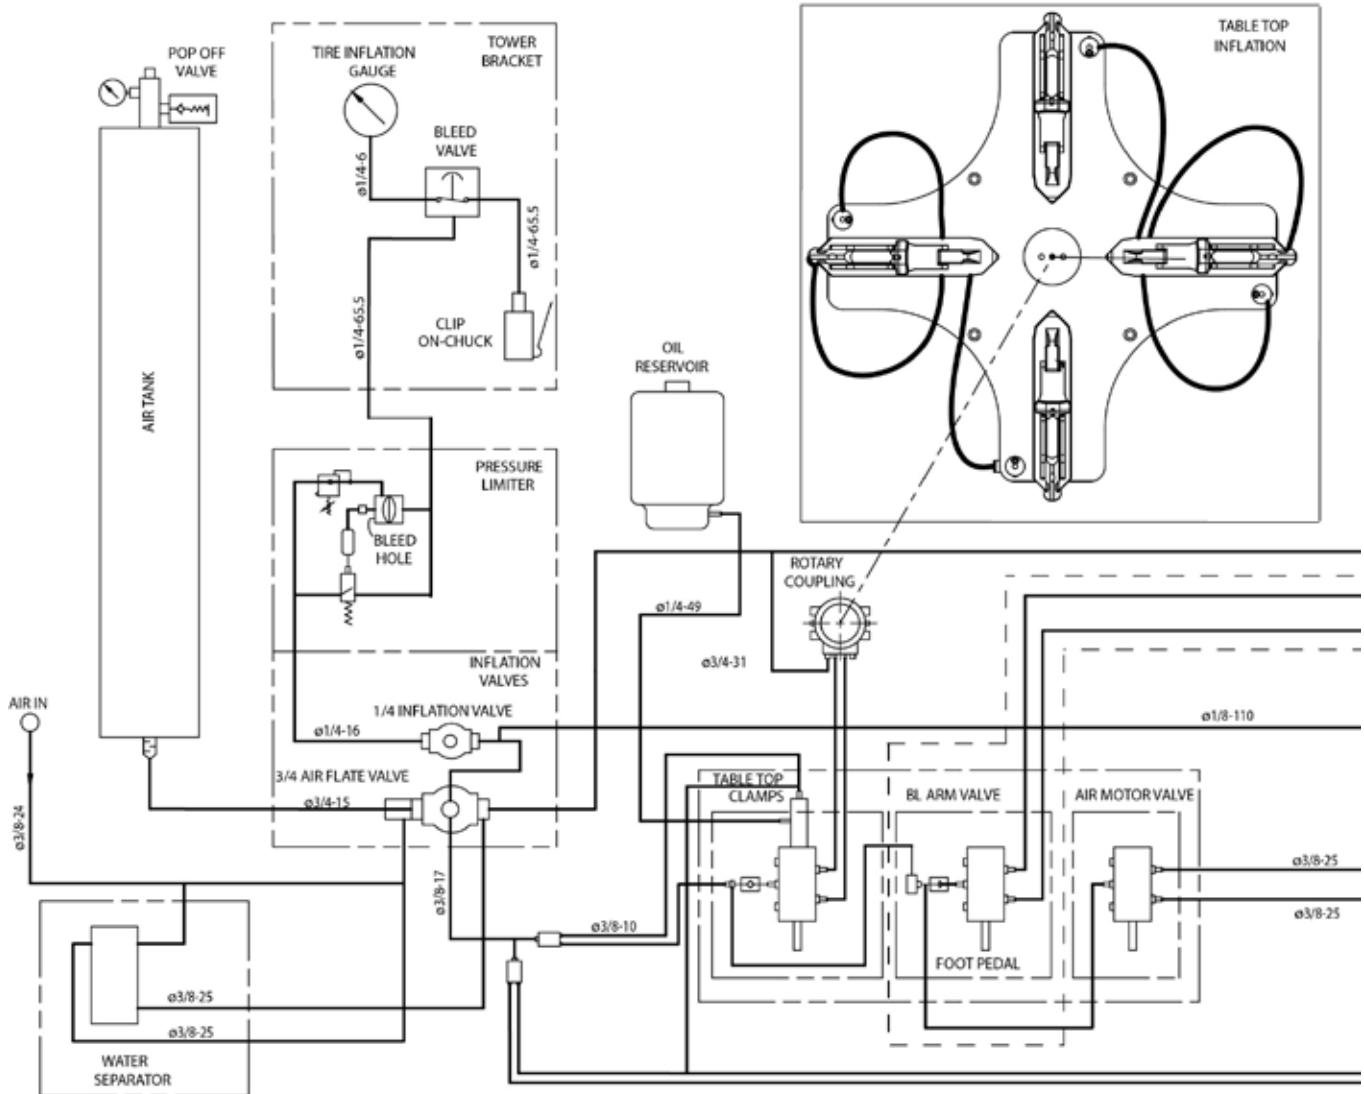 POP OFF
VALVE
AIR TANK
TOWER
BRACKET
TIRE INFLATION
GAUGE
BLEED
VALVE
ø1/4-6
ø1/4-65.5
ø1/4-65.5
CLIP
ON-CHUCK
TABLE TOP
INFLATION
OIL
RESERVOIR
PRESSURE
LIMITER
BLEED
HOLE
ROTARY
COUPLING
ø1/4-49
ø3/4-31
INFLATION
VALVES
AIR IN
1/4 INFLATION VALVE
ø1/4-16
ø1/8-110
3/4 AIR FLATE VALVE
ø3/4-15
ø3/8-24
TABLE TOP
CLAMPS
BL ARM VALVE
AIR MOTOR VALVE
ø3/8-17
ø3/8-25
ø3/8-10
ø3/8-25
FOOT PEDAL
ø3/8-25
ø3/8-25
WATER
SEPARATOR